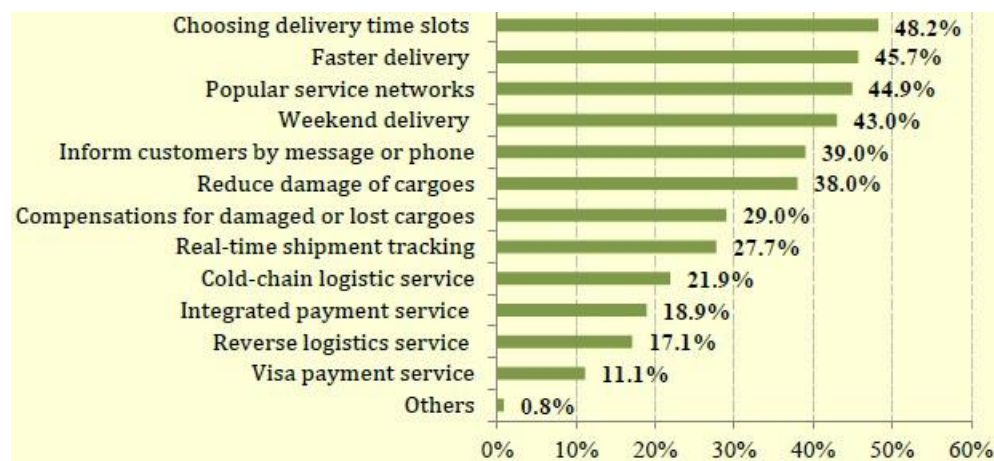 Choosing delivery time slots 48.2%
Faster delivery 45.7%
Popular service networks 44.9%
Weekend delivery 43.0%
Inform customers by message or phone 39.0%
Reduce damage of cargoes 38.0%
Compensations for damaged or lost cargoes 29.0%
Real-time shipment tracking 27.7%
Cold-chain logistic service 21.9%
Integrated payment service 18.9%
Reverse logistics service 17.1%
Visa payment service 11.1%
Others 0.8%
0% 10% 20% 30% 40% 50% 60%